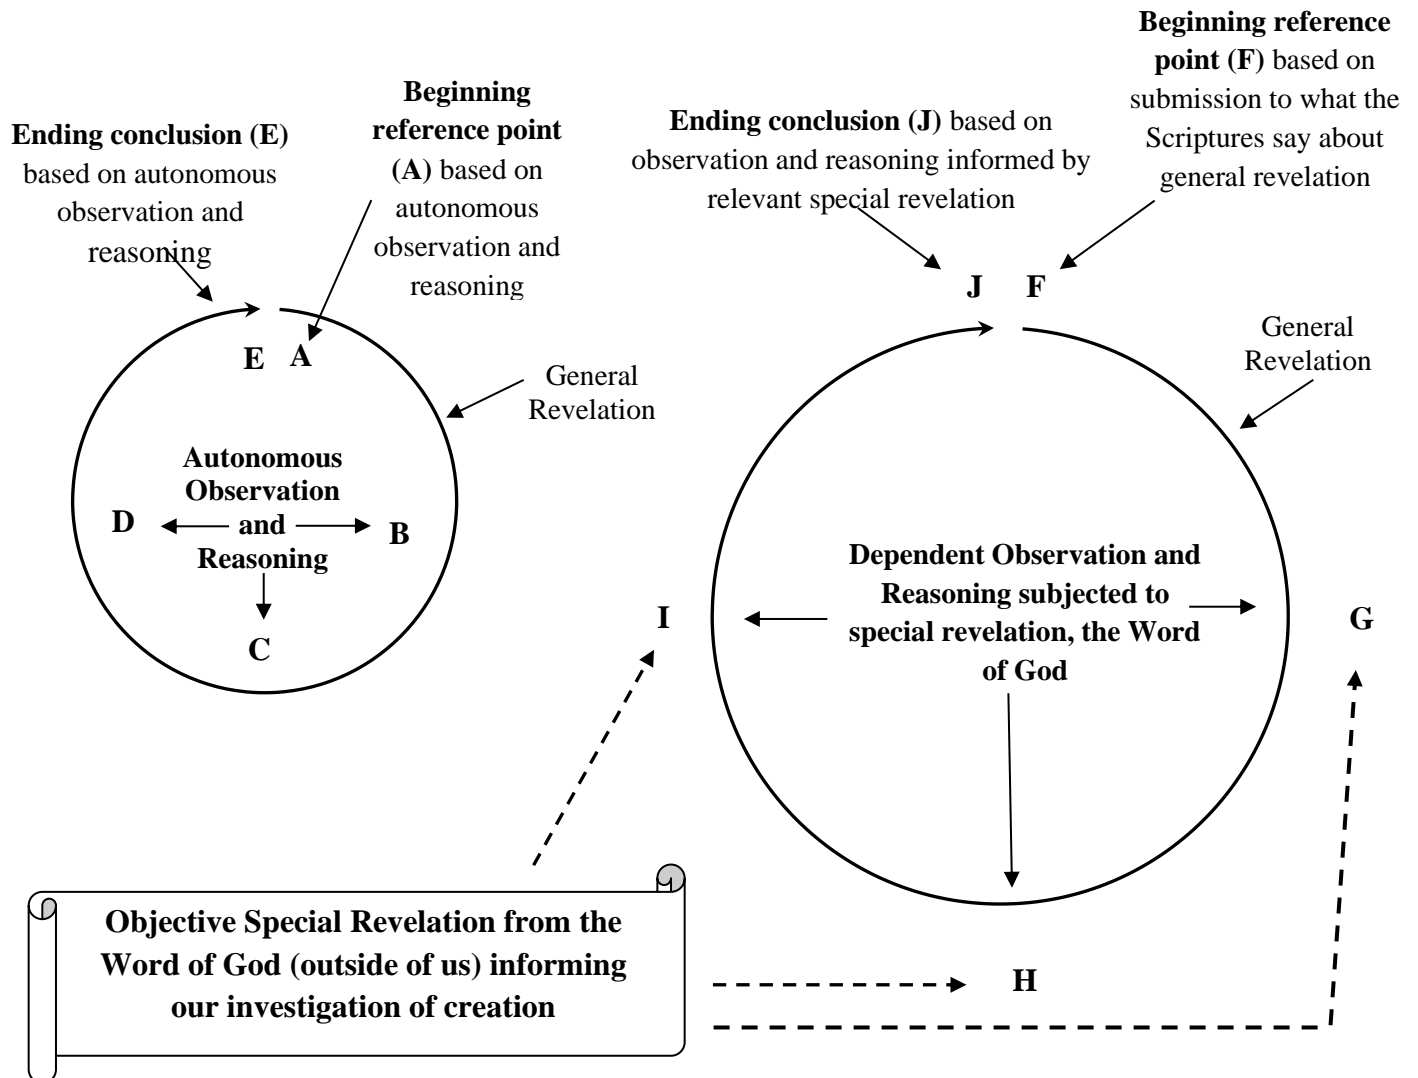 Ending conclusion (E)
based on autonomous
observation and
reasoning
Beginning
reference point
(A) based on
autonomous
observation and
reasoning
Ending conclusion (J) based on
observation and reasoning informed by
relevant special revelation
Beginning reference
point (F) based on
submission to what the
Scriptures say about
general revelation
E A
General
Revelation
Autonomous
Observation
and
Reasoning
D
B
C
J F
General
Revelation
Dependent Observation and
Reasoning subjected to
special revelation, the Word
of God
I
G
H
Objective Special Revelation from the
Word of God (outside of us) informing
our investigation of creation